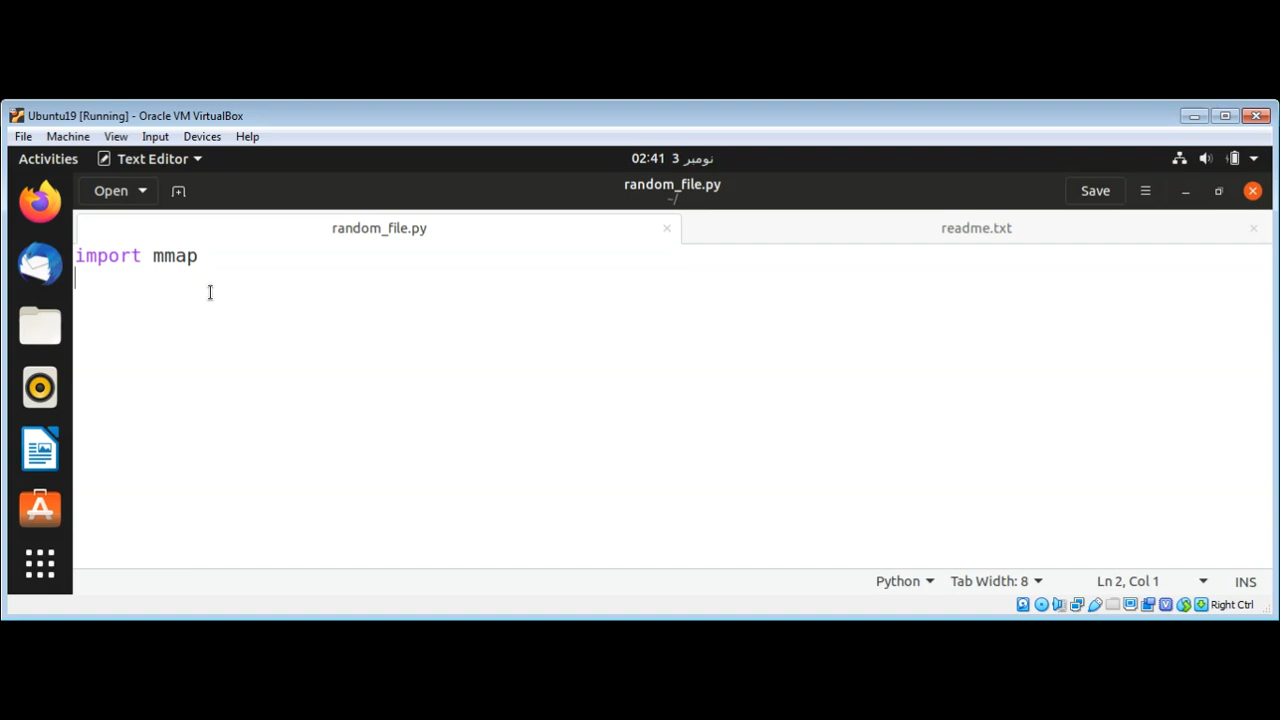 Ubuntu19 [Running] - Oracle VM VirtualBox
File Machine View Input Devices Help
Activities Text Editor 02:41 3 نومبر
Open random_file.py Save
~/
random_file.py readme.txt
import mmap
Python Tab Width: 8 Ln 2, Col 1 INS
Right Ctrl